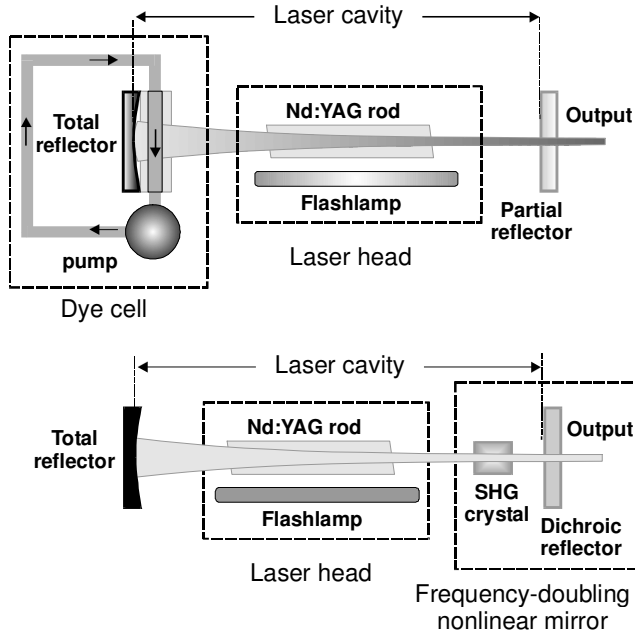 Laser cavity
Nd:YAG rod
Output
Total
reflector
Flashlamp
Partial
reflector
pump
Laser head
Dye cell
Laser cavity
Nd:YAG rod
Output
Total
reflector
SHG
crystal
Flashlamp
Dichroic
reflector
Laser head
Frequency-doubling
nonlinear mirror